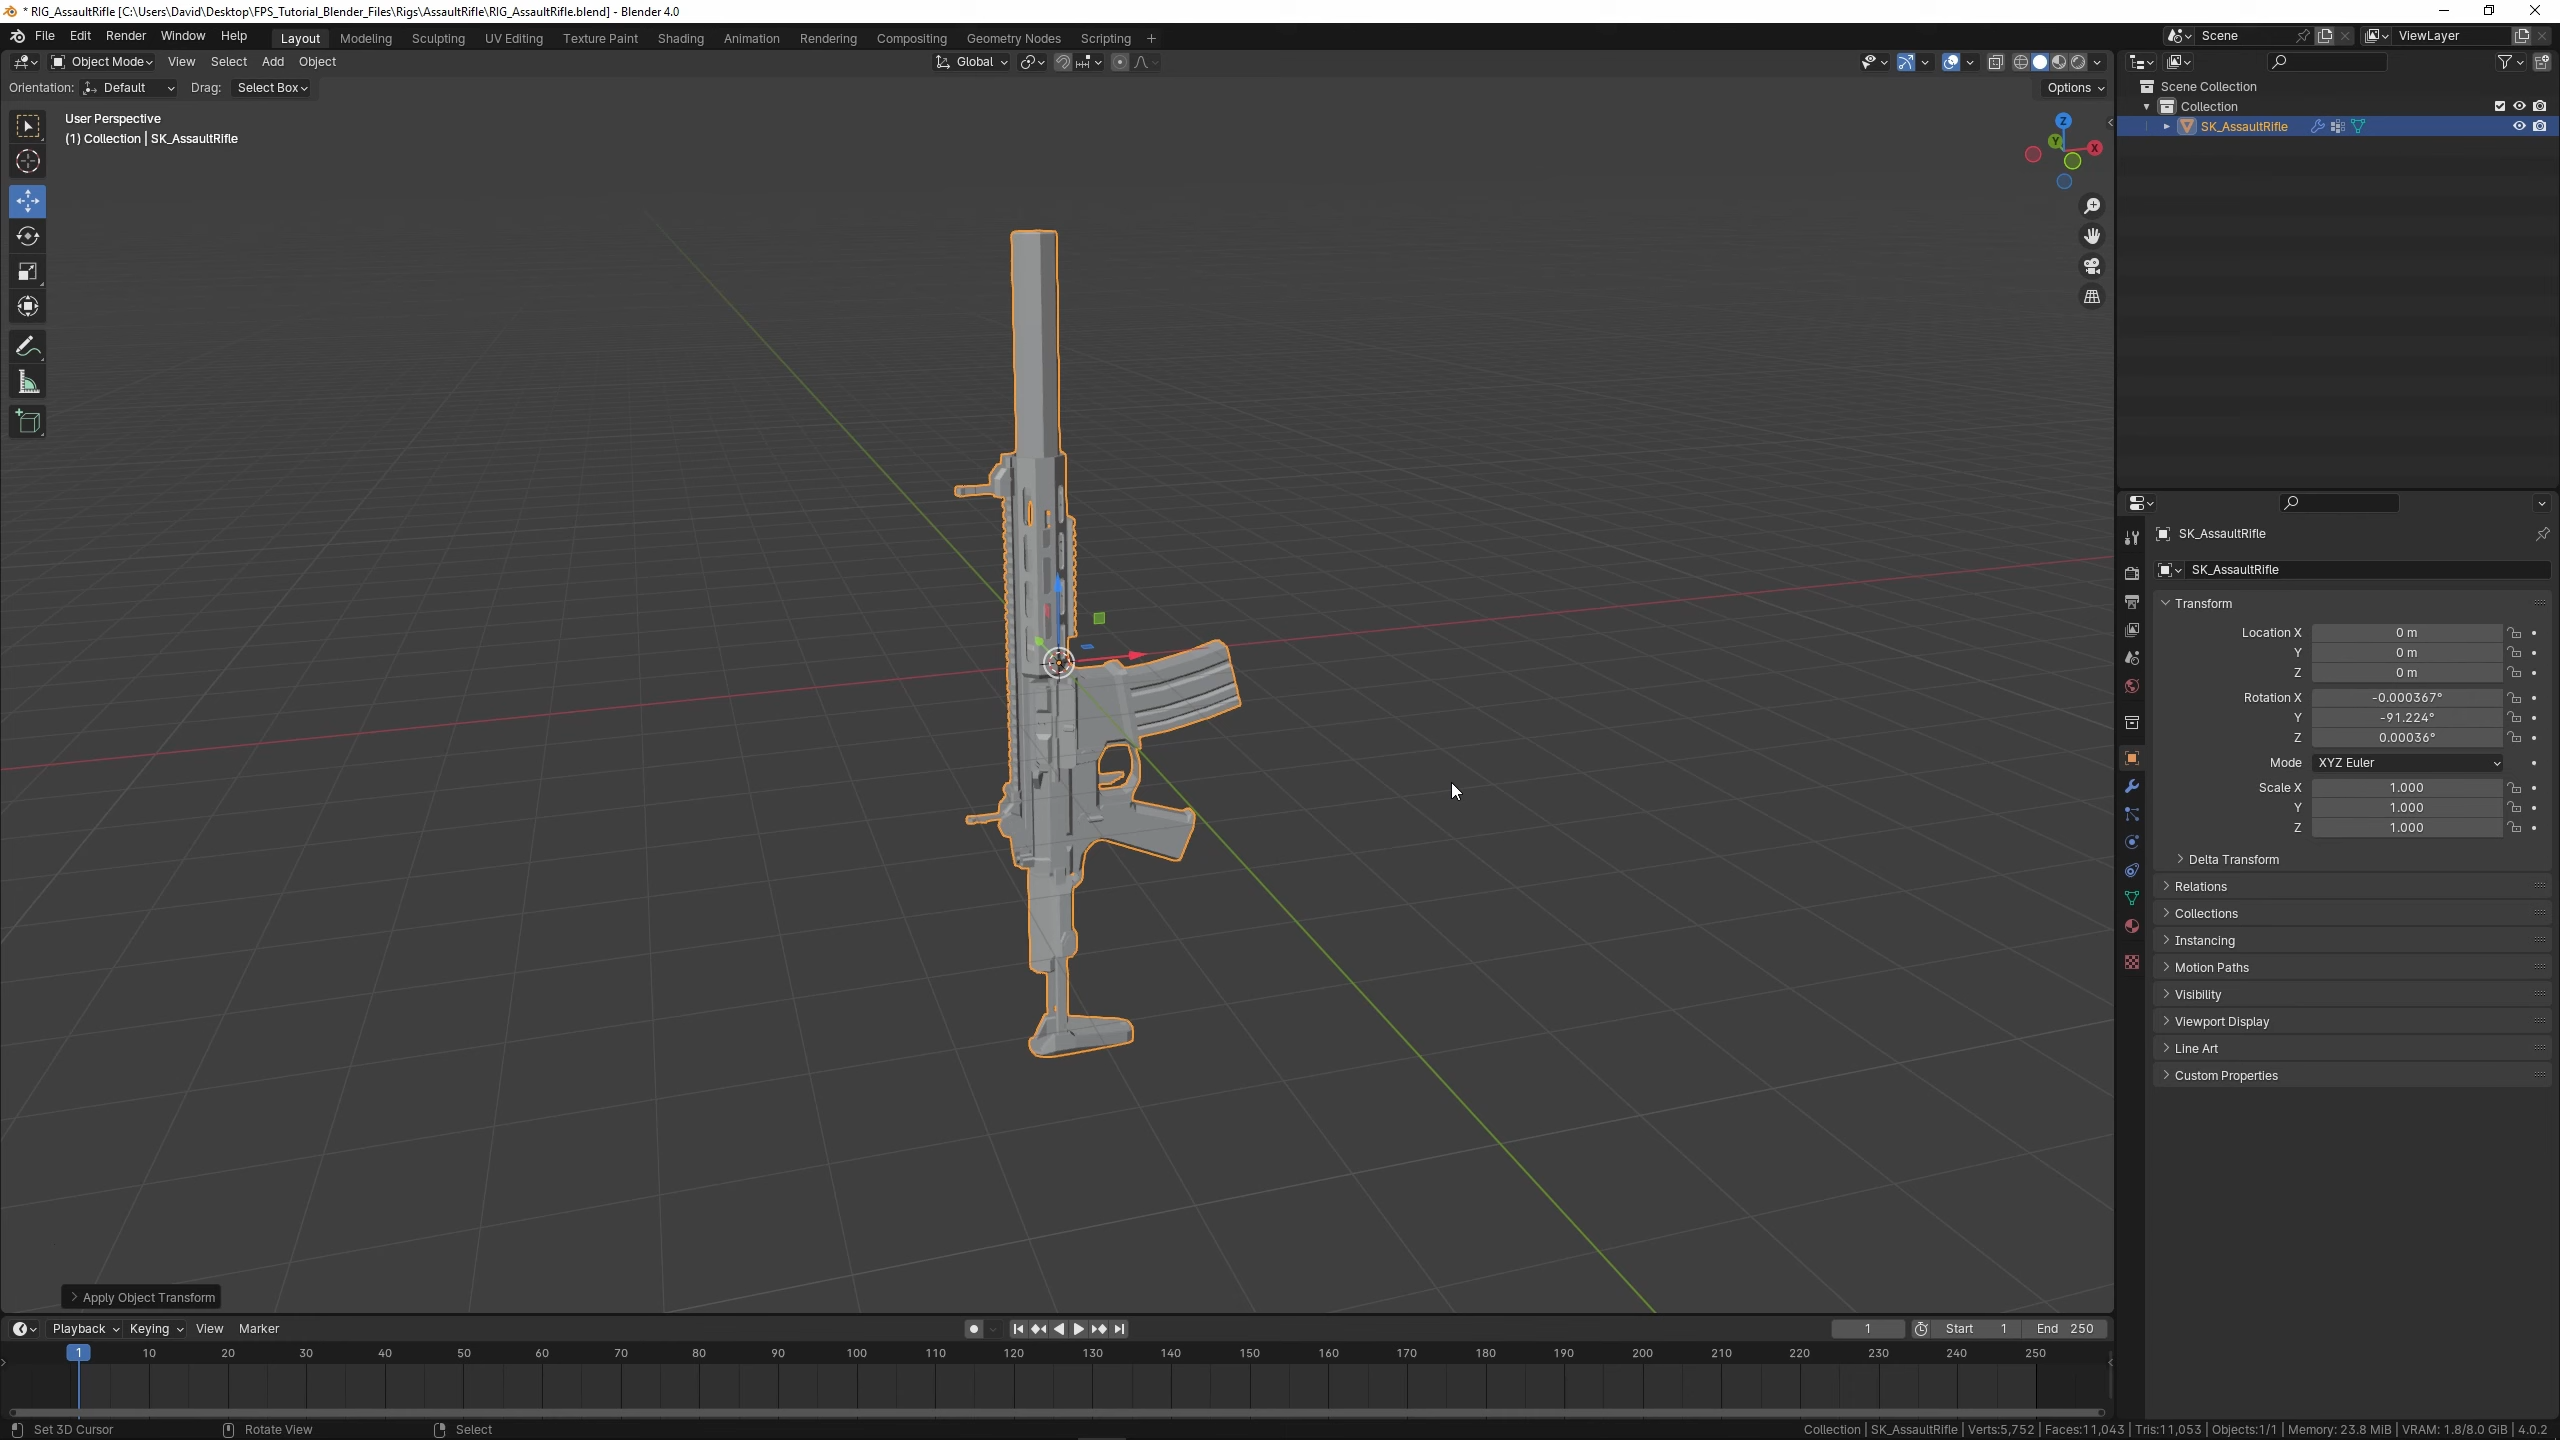 * RIG_AssaultRifle [C:\Users\David\Desktop\FPS_Tutorial_Blender_Files\Rigs\AssaultRifle\RIG_AssaultRifle.blend] - Blender 4.0
File Edit Render Window Help Layout Modeling Sculpting UV Editing Texture Paint Shading Animation Rendering Compositing Geometry Nodes Scripting + Scene ViewLayer
Object Mode View Select Add Object Global
Orientation: Default Drag: Select Box Options
User Perspective
(1) Collection | SK_AssaultRifle
Z
Y
X
Scene Collection
Collection
SK_AssaultRifle
SK_AssaultRifle
SK_AssaultRifle
Transform
Location X 0 m
Y 0 m
Z 0 m
Rotation X -0.000367°
Y -91.224°
Z 0.00036°
Mode XYZ Euler
Scale X 1.000
Y 1.000
Z 1.000
Delta Transform
Relations
Collections
Instancing
Motion Paths
Visibility
Viewport Display
Line Art
Custom Properties
Apply Object Transform
Playback Keying View Marker 1 Start 1 End 250
1 10 20 30 40 50 60 70 80 90 100 110 120 130 140 150 160 170 180 190 200 210 220 230 240 250
Set 3D Cursor Rotate View Select Collection | SK_AssaultRifle | Verts:5,752 | Faces:11,043 | Tris:11,053 | Objects:1/1 | Memory: 23.8 MiB | VRAM: 1.8/8.0 GiB | 4.0.2